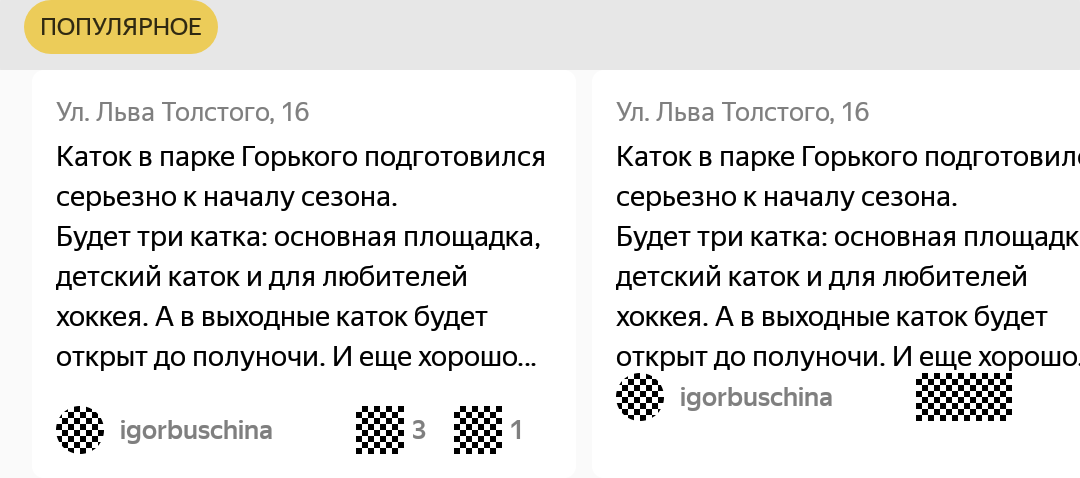 ПОПУЛЯРНОЕ
Ул. Льва Толстого, 16
Каток в парке Горького подготовился
серьезно к началу сезона.
Будет три катка: основная площадка,
детский каток и для любителей
хоккея. А в выходные каток будет
открыт до полуночи. И еще хорошо...
igorbuschina
3
1
Ул. Льва Толстого, 16
Каток в парке Горького подготовил
серьезно к началу сезона.
Будет три катка: основная площадк
детский каток и для любителей
хоккея. А в выходные каток будет
открыт до полуночи. И еще хорошо.
igorbuschina